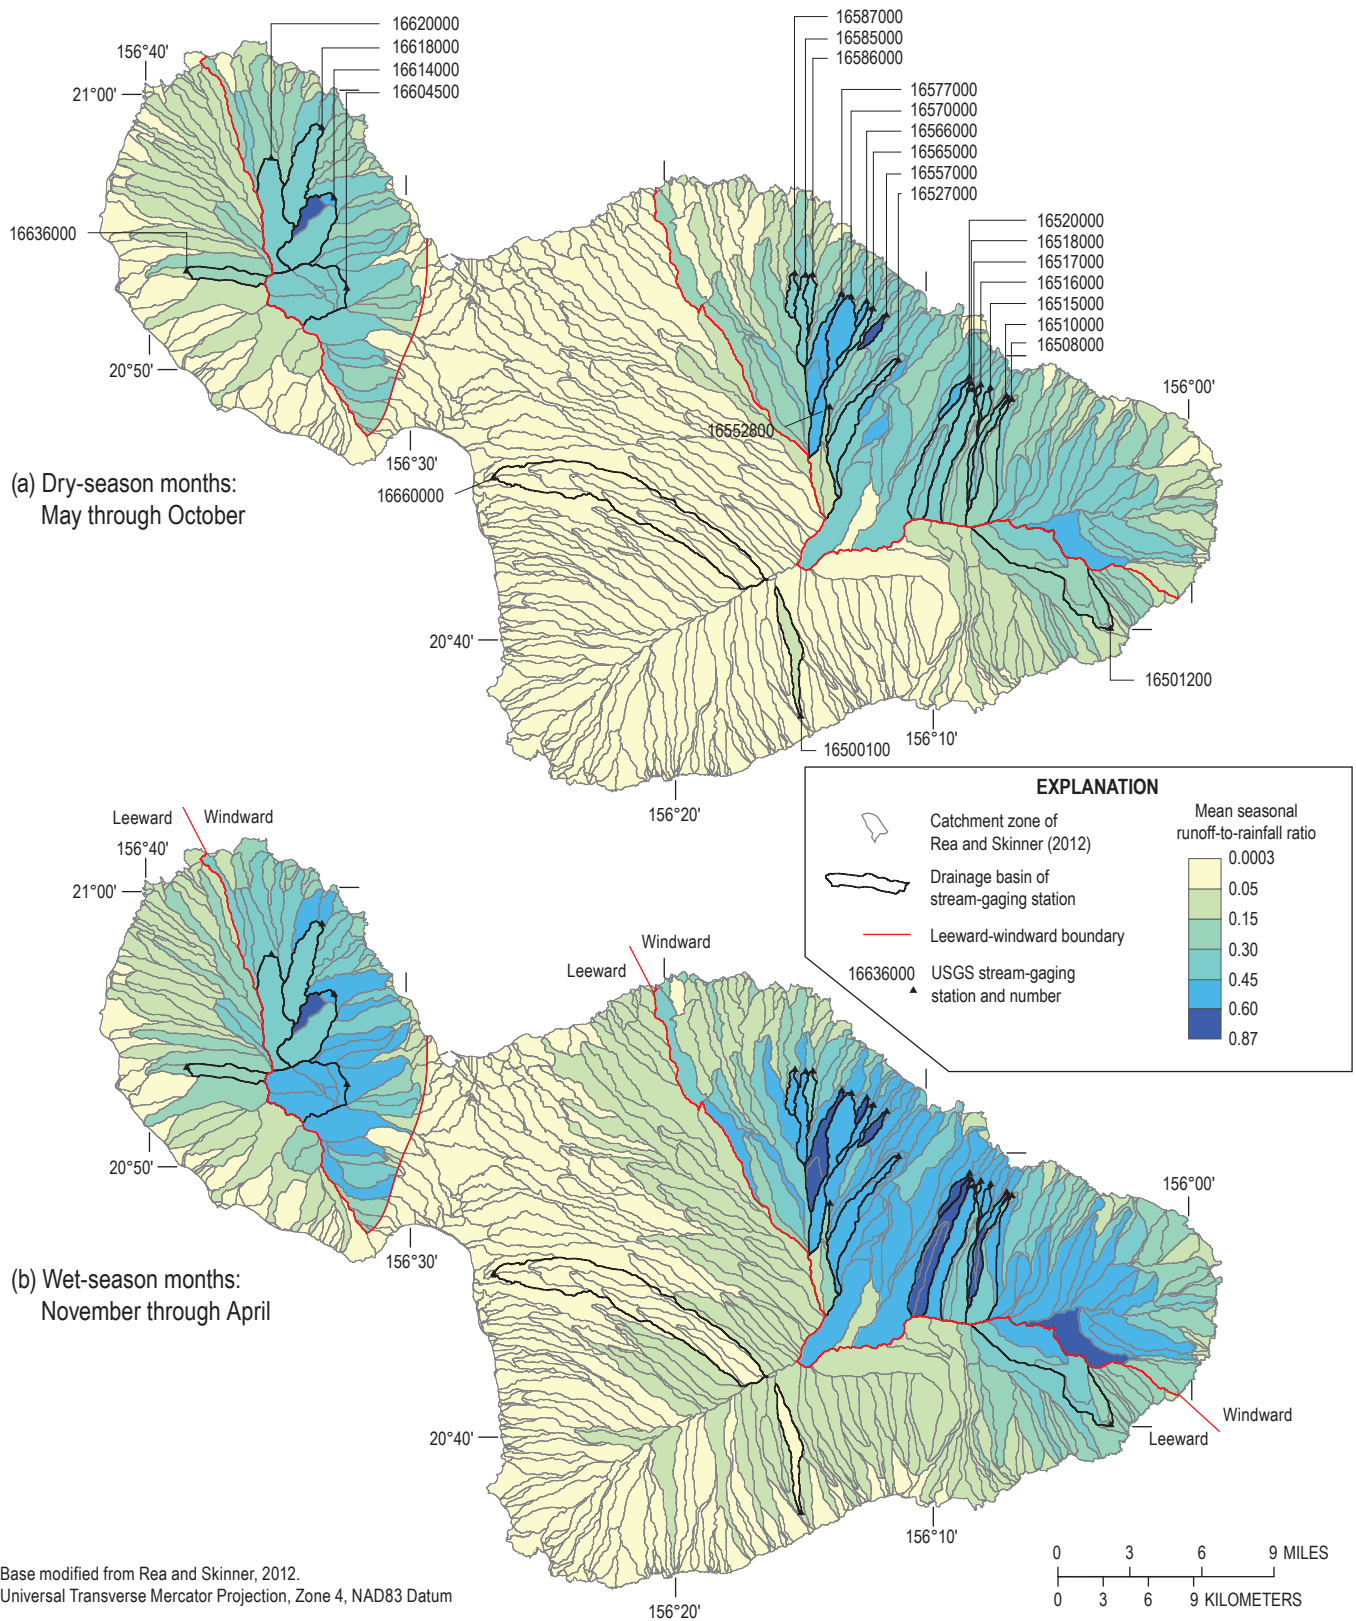 16620000
16618000
16614000
16604500
156°40'
21°00'
16636000
20°50'
16587000
16585000
16586000
16577000
16570000
16566000
16565000
16557000
16527000
16520000
16518000
16517000
16516000
16515000
16510000
16508000
156°00'
16552800
156°30'
16660000
(a) Dry-season months:
May through October
20°40'
16501200
156°10'
16500100
156°20'
EXPLANATION
Catchment zone of
Rea and Skinner (2012)
Drainage basin of
stream-gaging station
Leeward-windward boundary
16636000
USGS stream-gaging
station and number
Mean seasonal
runoff-to-rainfall ratio
0.0003
0.05
0.15
0.30
0.45
0.60
0.87
Leeward
Windward
156°40'
21°00'
Windward
Leeward
20°50'
156°00'
156°30'
(b) Wet-season months:
November through April
Windward
Leeward
20°40'
156°10'
156°20'
0 3 6 9 MILES
0 3 6 9 KILOMETERS
Base modified from Rea and Skinner, 2012.
Universal Transverse Mercator Projection, Zone 4, NAD83 Datum